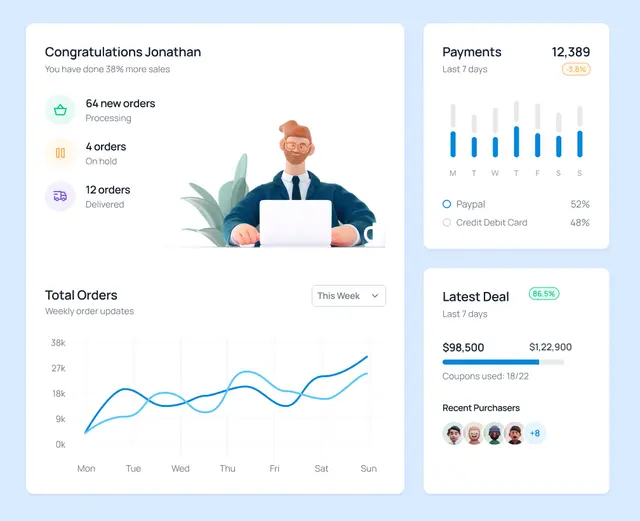 Congratulations Jonathan
You have done 38% more sales
64 new orders
Processing
4 orders
On hold
12 orders
Delivered
d
Total Orders
Weekly order updates
This Week
38k
27k
18k
9k
0k
Mon Tue Wed Thu Fri Sat Sun
Payments 12,389
Last 7 days -3.8%
M T W T F S S
Paypal 52%
Credit Debit Card 48%
Latest Deal 86.5%
Last 7 days
$98,500 $1,22,900
Coupons used: 18/22
Recent Purchasers
+8